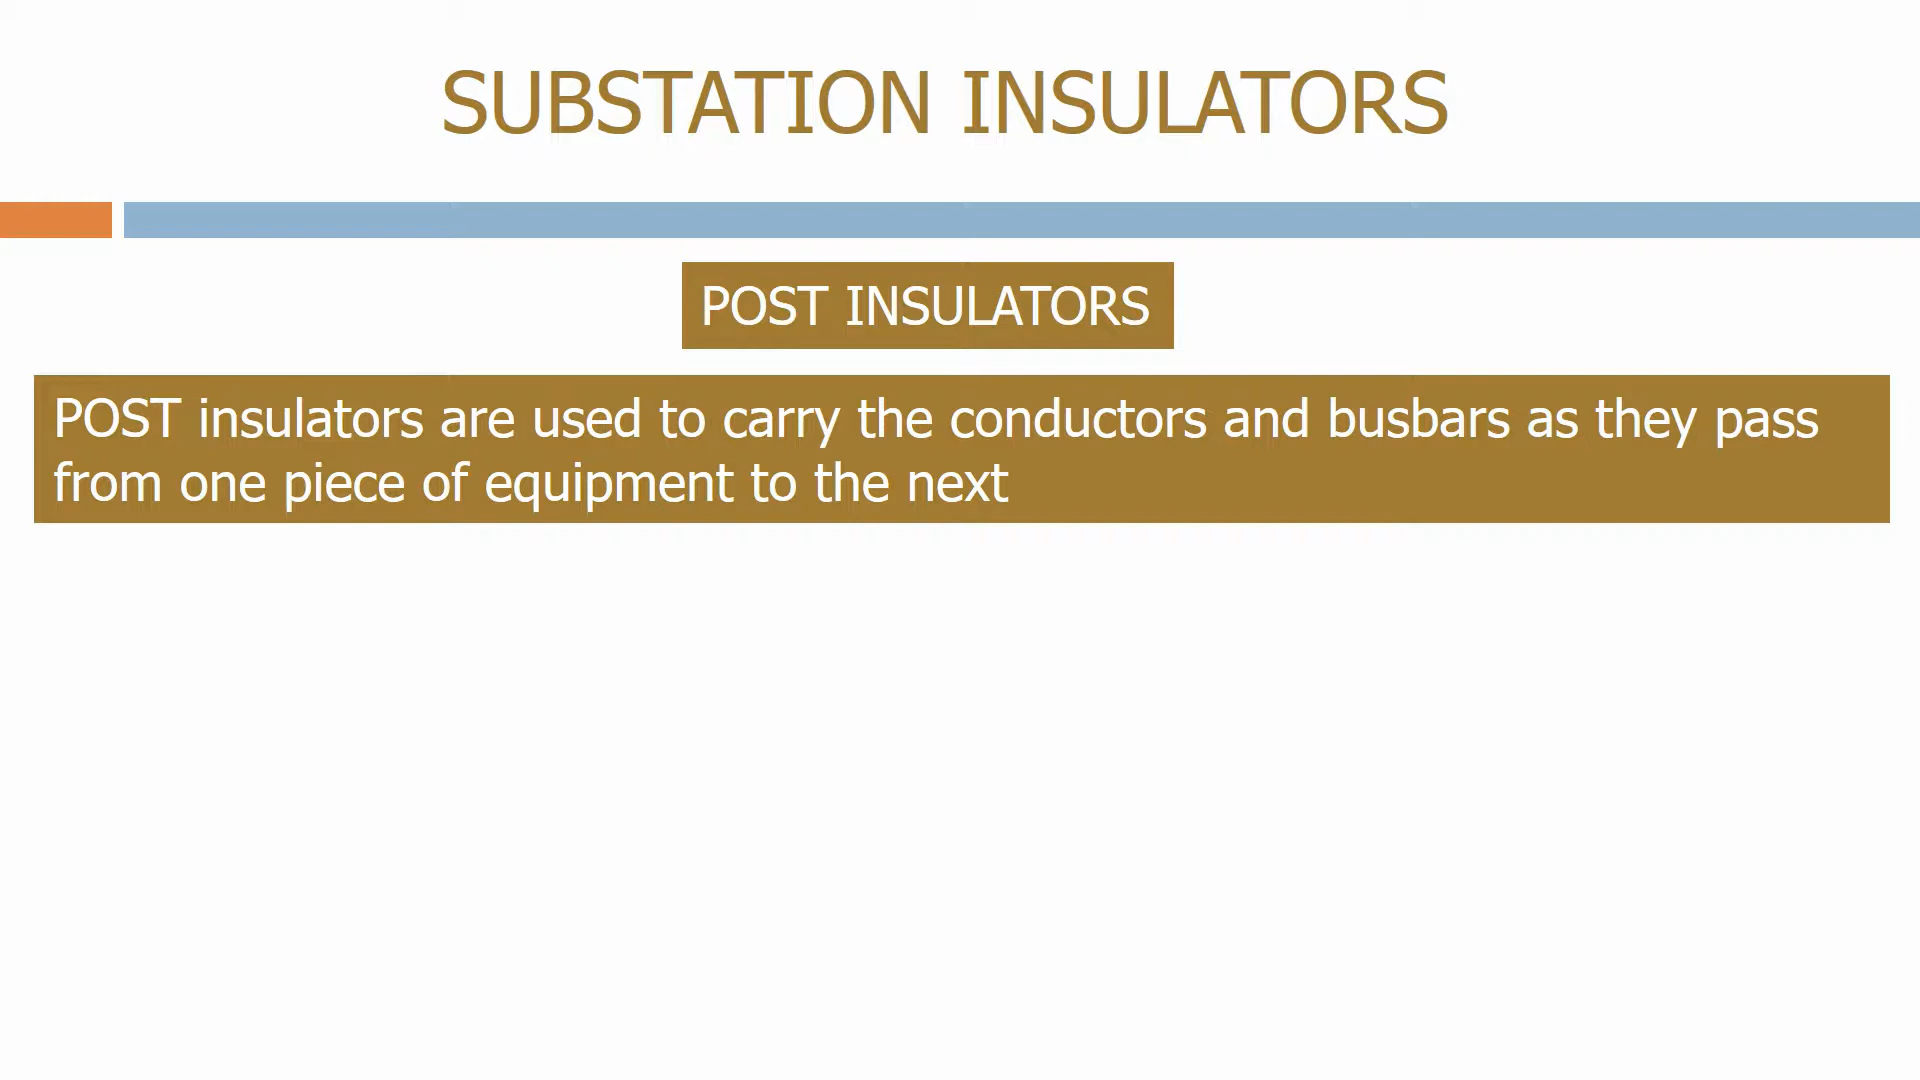 SUBSTATION INSULATORS
POST INSULATORS
POST insulators are used to carry the conductors and busbars as they pass
from one piece of equipment to the next